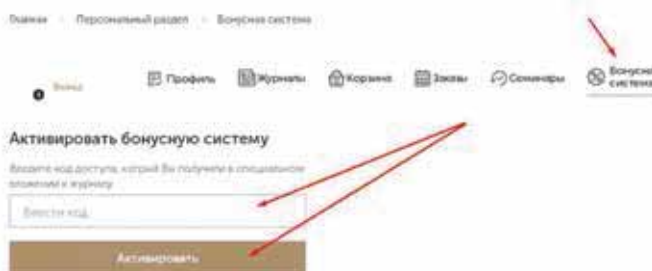 Главная Персональный раздел Бонусная система
Выход
Профиль Журналы Корзина Заказы Семинары Бонусная система
Активировать бонусную систему
Введите код доступа, который Вы получили в специальном
вложении к журналу
Ввести код
Активировать